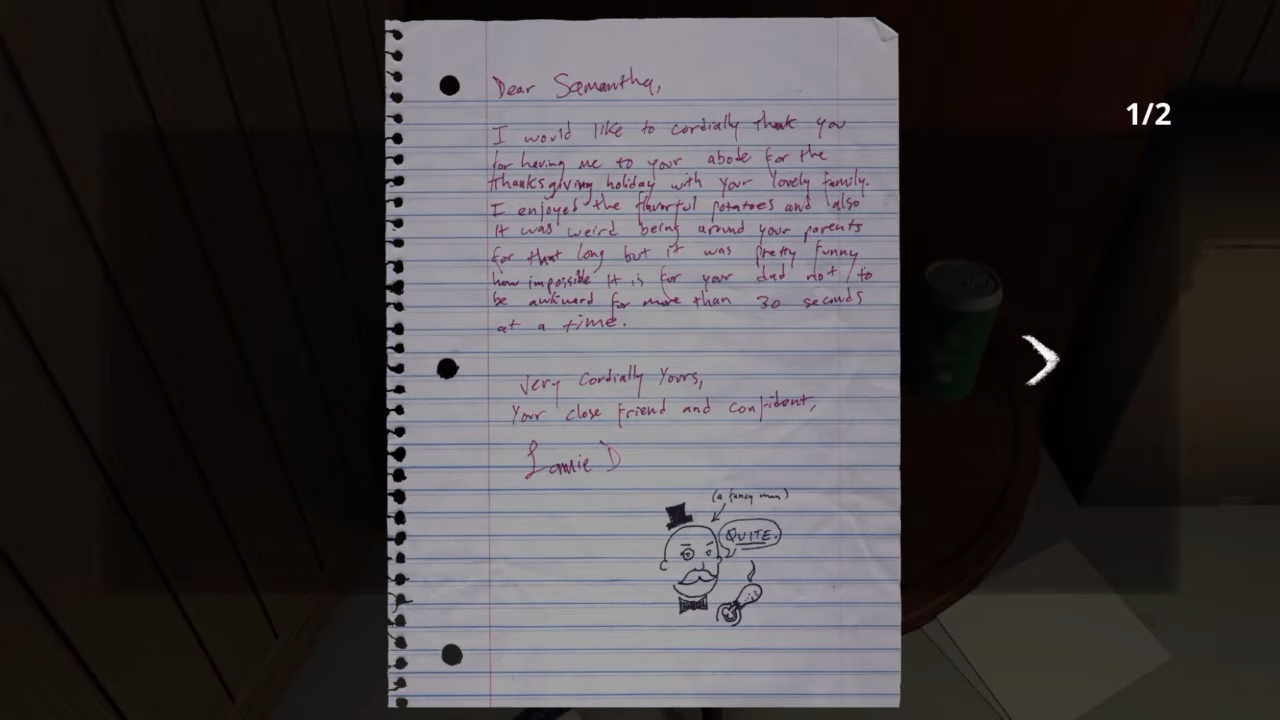 1/2
Dear Samantha,
I would like to cordially thank you
for having me to your abode for the
thanksgiving holiday with your lovely family.
I enjoyed the flavorful potatoes and also
it was weird being around your parents
for that long but it was pretty funny
how impossible it is for your dad not to
be awkward for more than 30 seconds
at a time.
Very Cordially Yours,
Your close friend and confident,
Lonnie D
(a fancy man)
QUITE.